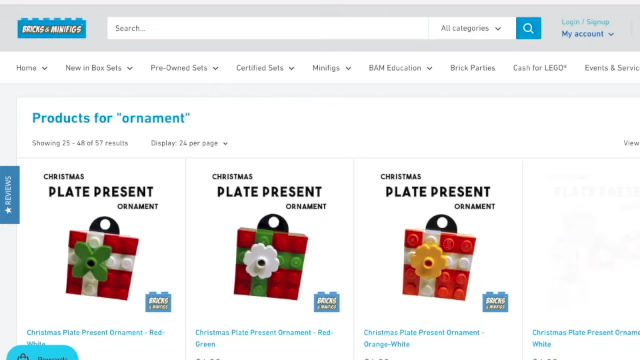 BRICKS & MINIFIGS
Search...
All categories
Login / Signup
My account
Home
New in Box Sets
Pre-Owned Sets
Certified Sets
Minifigs
BAM Education
Brick Parties
Cash for LEGO®
Events & Servic
Products for "ornament"
Showing 25 - 48 of 57 results
Display: 24 per page
View
★ REVIEWS
CHRISTMAS
PLATE PRESENT
ORNAMENT
BRICKS & MINIFIGS
CHRISTMAS
PLATE PRESENT
ORNAMENT
BRICKS & MINIFIGS
CHRISTMAS
PLATE PRESENT
ORNAMENT
BRICKS & MINIFIGS
Christmas Plate Present Ornament - Red-
White
Christmas Plate Present Ornament - Red-
Green
Christmas Plate Present Ornament -
Orange-White
Christmas Plate Present Orname
White